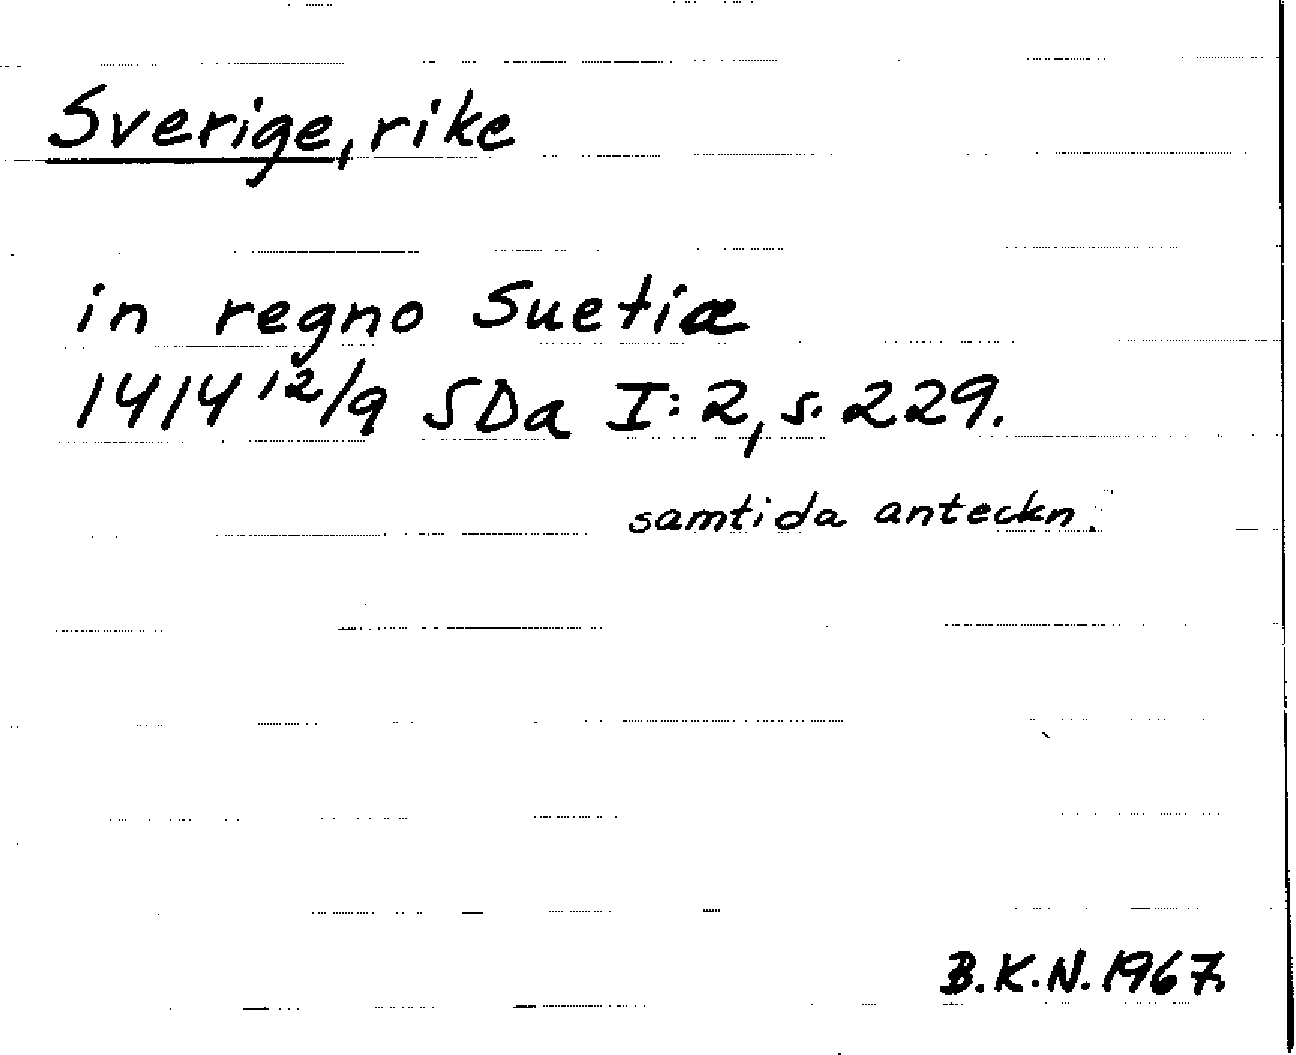 Sverige, rike
in regno Suetiæ
1414 12/9 SDa I:2, s. 229.
samtida anteckn.
B.K.N. 1967.